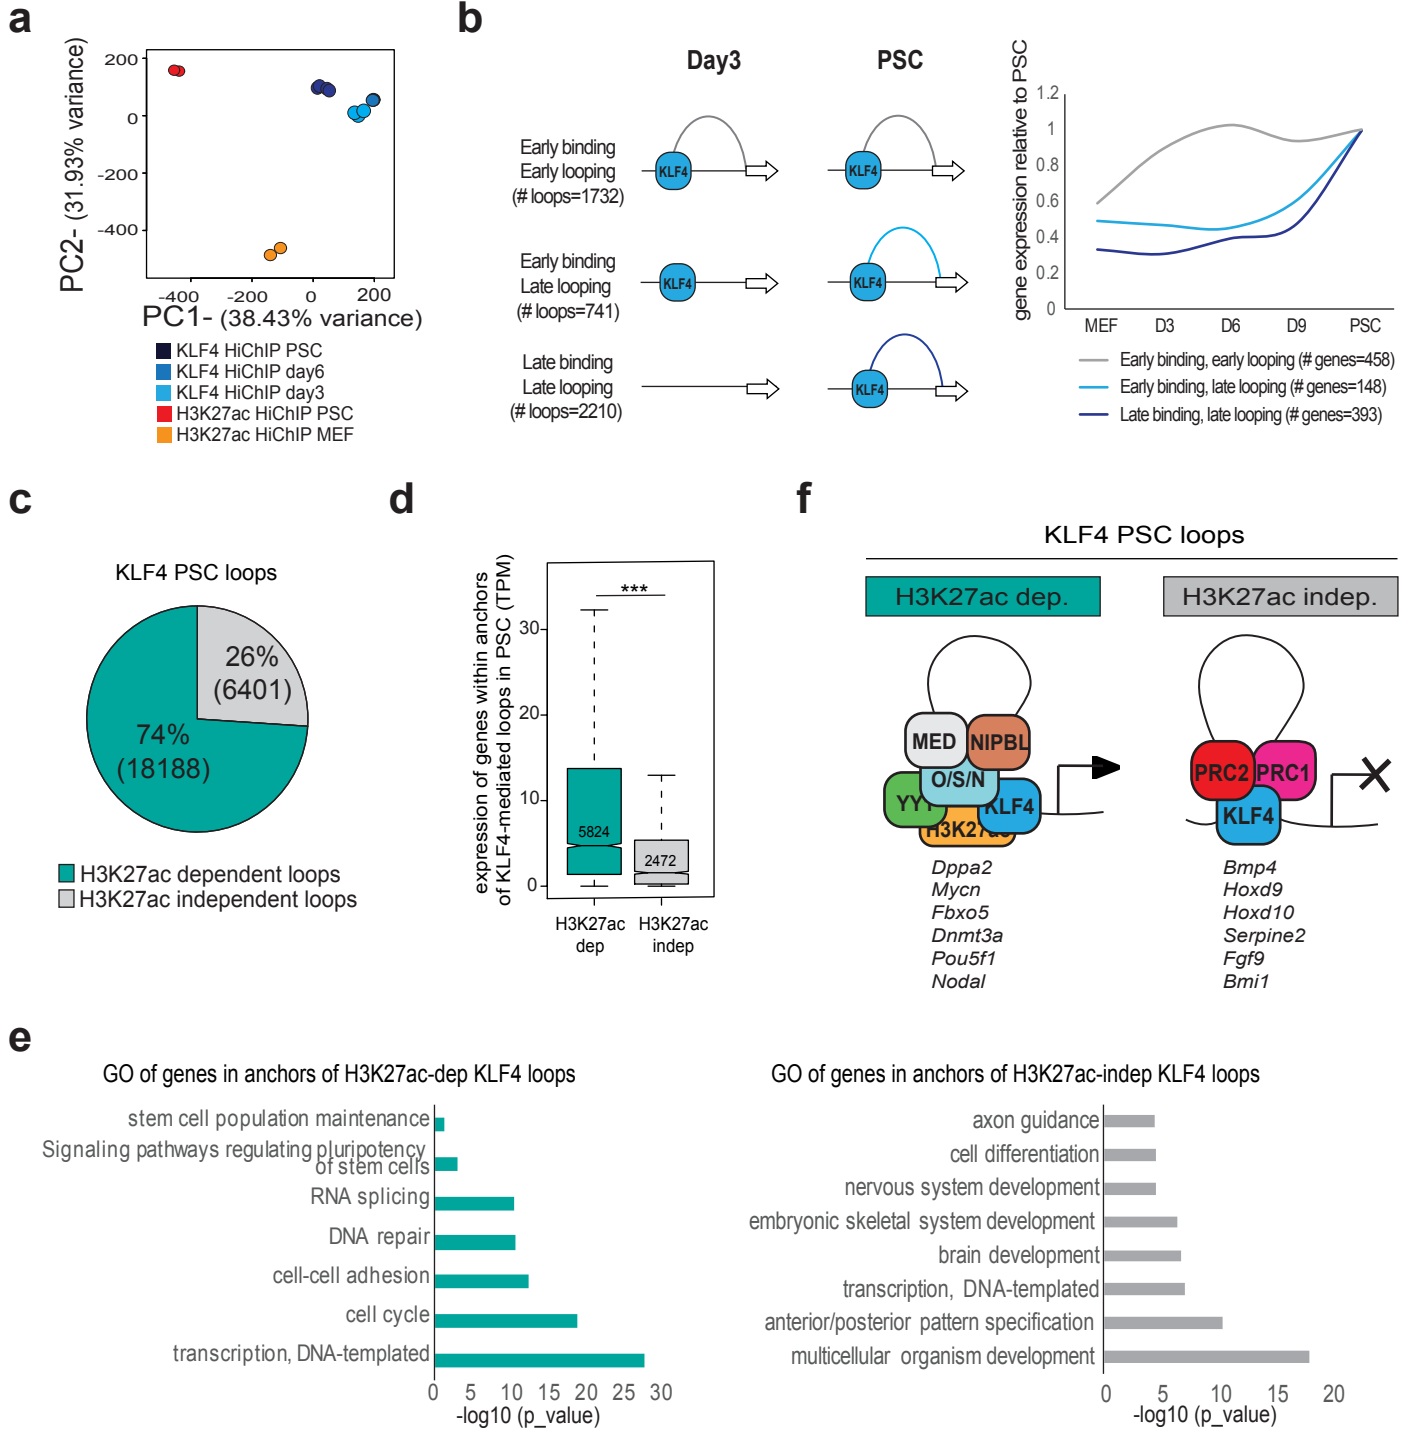 a
PC2- (31.93% variance)
200
0
-200
-400
-400
-200
0
200
PC1- (38.43% variance)
KLF4 HiChIP PSC
KLF4 HiChIP day6
KLF4 HiChIP day3
H3K27ac HiChIP PSC
H3K27ac HiChIP MEF
b
Day3
PSC
Early binding
Early looping
(# loops=1732)
KLF4
KLF4
Early binding
Late looping
(# loops=741)
KLF4
KLF4
Late binding
Late looping
(# loops=2210)
KLF4
gene expression relative to PSC
1.2
1
0.8
0.6
0.4
0.2
0
MEF
D3
D6
D9
PSC
Early binding, early looping (# genes=458)
Early binding, late looping (# genes=148)
Late binding, late looping (# genes=393)
c
KLF4 PSC loops
26%
(6401)
74%
(18188)
H3K27ac dependent loops
H3K27ac independent loops
d
expression of genes within anchors
of KLF4-mediated loops in PSC (TPM)
30
20
10
0
***
5824
2472
H3K27ac
dep
H3K27ac
indep
f
KLF4 PSC loops
H3K27ac dep.
H3K27ac indep.
MED
NIPBL
O/S/N
YY1
KLF4
H3K27ac
PRC2
PRC1
KLF4
Dppa2
Mycn
Fbxo5
Dnmt3a
Pou5f1
Nodal
Bmp4
Hoxd9
Hoxd10
Serpine2
Fgf9
Bmi1
e
GO of genes in anchors of H3K27ac-dep KLF4 loops
stem cell population maintenance
Signaling pathways regulating pluripotency
of stem cells
RNA splicing
DNA repair
cell-cell adhesion
cell cycle
transcription, DNA-templated
0
5
10
15
20
25
30
-log10 (p_value)
GO of genes in anchors of H3K27ac-indep KLF4 loops
axon guidance
cell differentiation
nervous system development
embryonic skeletal system development
brain development
transcription, DNA-templated
anterior/posterior pattern specification
multicellular organism development
0
5
10
15
20
-log10 (p_value)